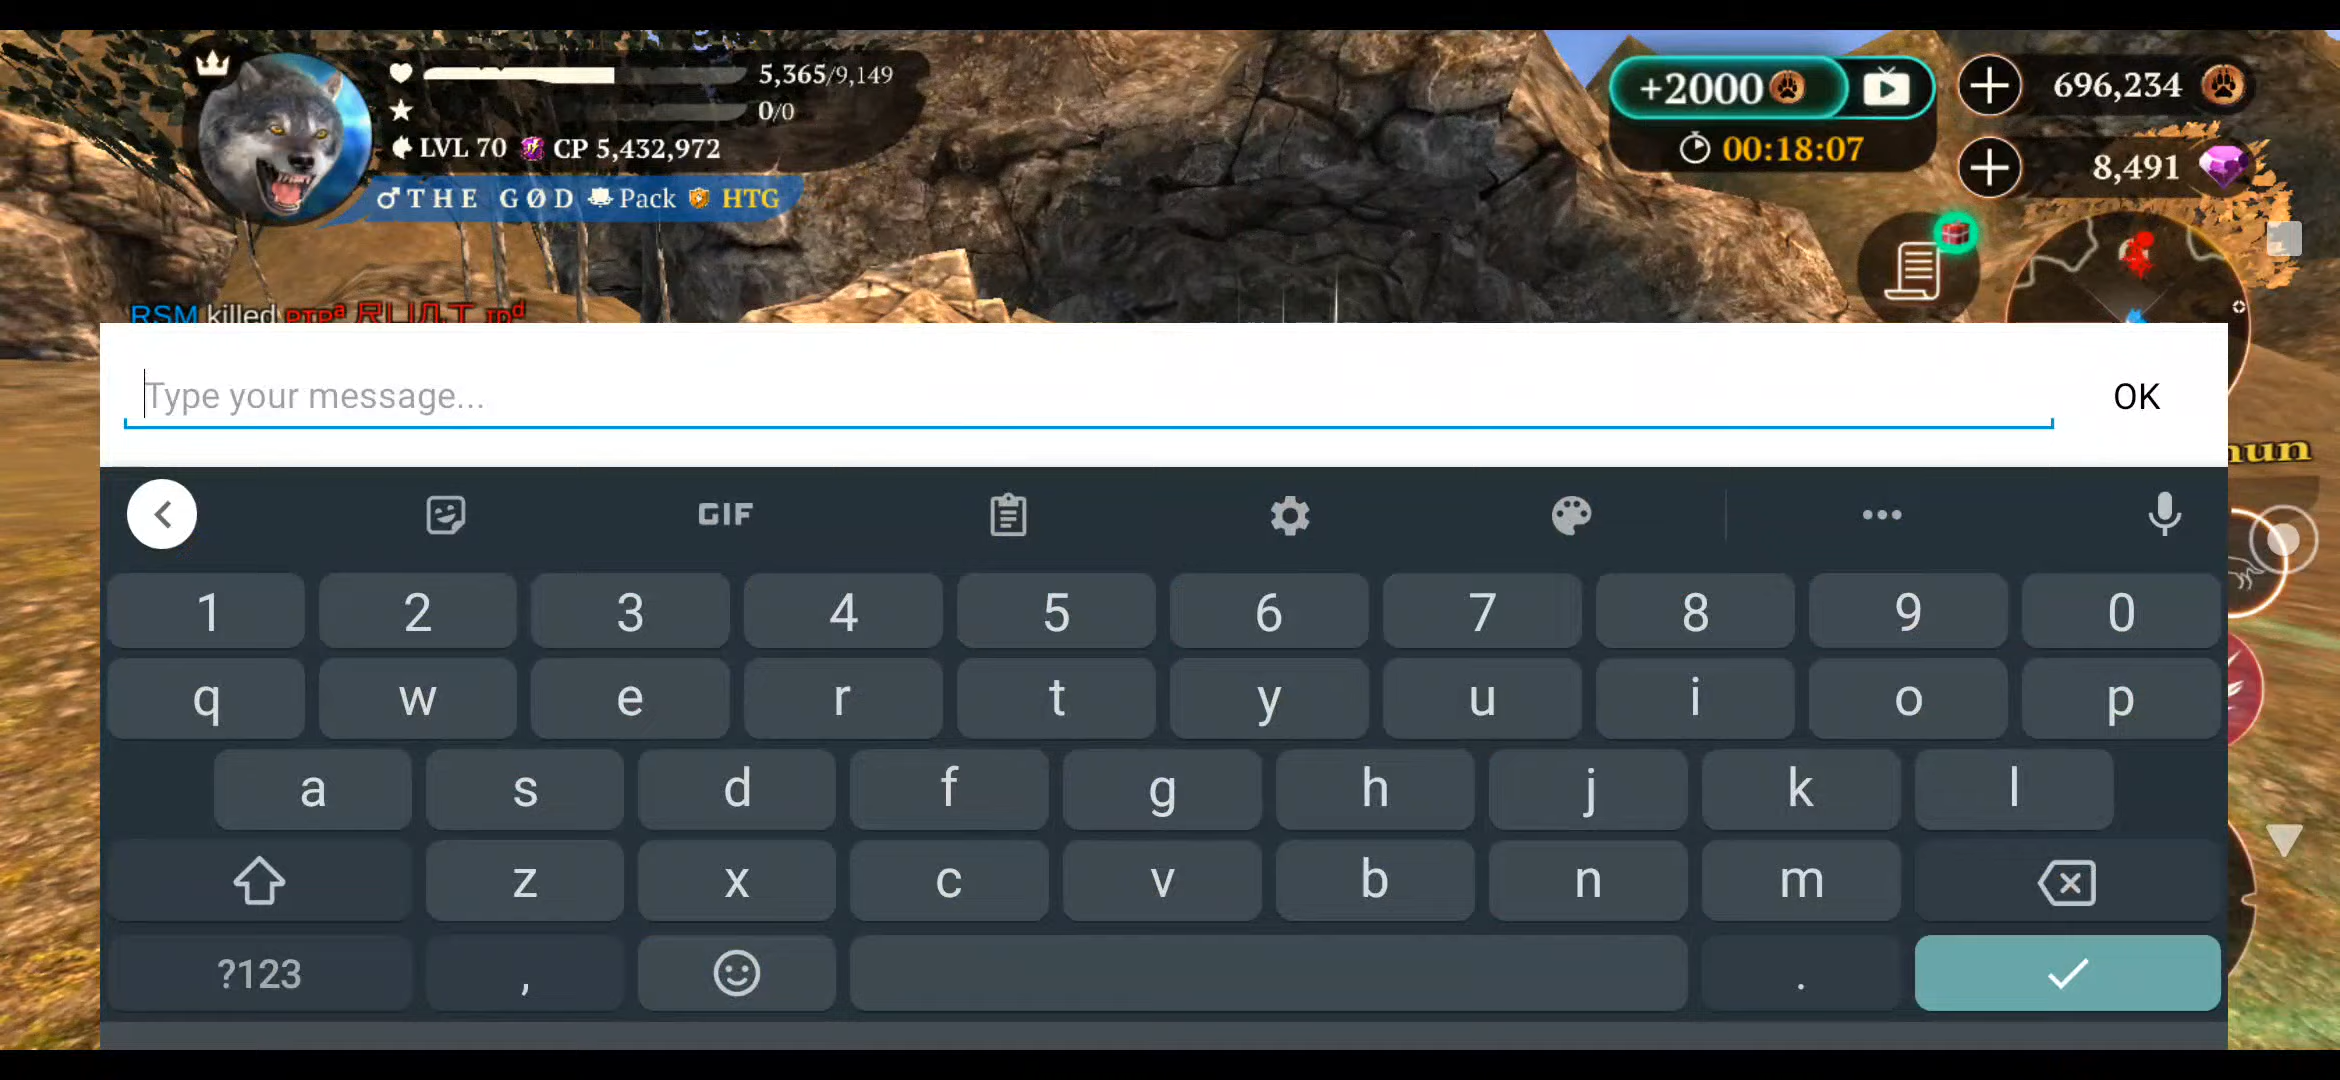 5,365/9,149
0/0
LVL 70 CP 5,432,972
♂THE GØD Pack HTG
+2000
00:18:07
696,234
8,491
RSM killed
Type your message...
OK
GIF
1 2 3 4 5 6 7 8 9 0
q w e r t y u i o p
a s d f g h j k l
z x c v b n m
?123 , .